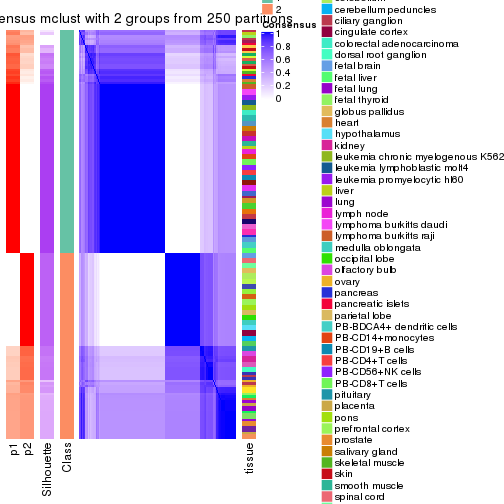 2
ensus mclust with 2 groups from 250 partitions
Consensus
1
0.8
0.6
0.4
0.2
0
p1
p2
Silhouette
Class
tissue
cerebellum peduncles
ciliary ganglion
cingulate cortex
colorectal adenocarcinoma
dorsal root ganglion
fetal brain
fetal liver
fetal lung
fetal thyroid
globus pallidus
heart
hypothalamus
kidney
leukemia chronic myelogenous K562
leukemia lymphoblastic molt4
leukemia promyelocytic hl60
liver
lung
lymph node
lymphoma burkitts daudi
lymphoma burkitts raji
medulla oblongata
occipital lobe
olfactory bulb
ovary
pancreas
pancreatic islets
parietal lobe
PB-BDCA4+ dendritic cells
PB-CD14+monocytes
PB-CD19+B cells
PB-CD4+T cells
PB-CD56+NK cells
PB-CD8+T cells
pituitary
placenta
pons
prefrontal cortex
prostate
salivary gland
skeletal muscle
skin
smooth muscle
spinal cord